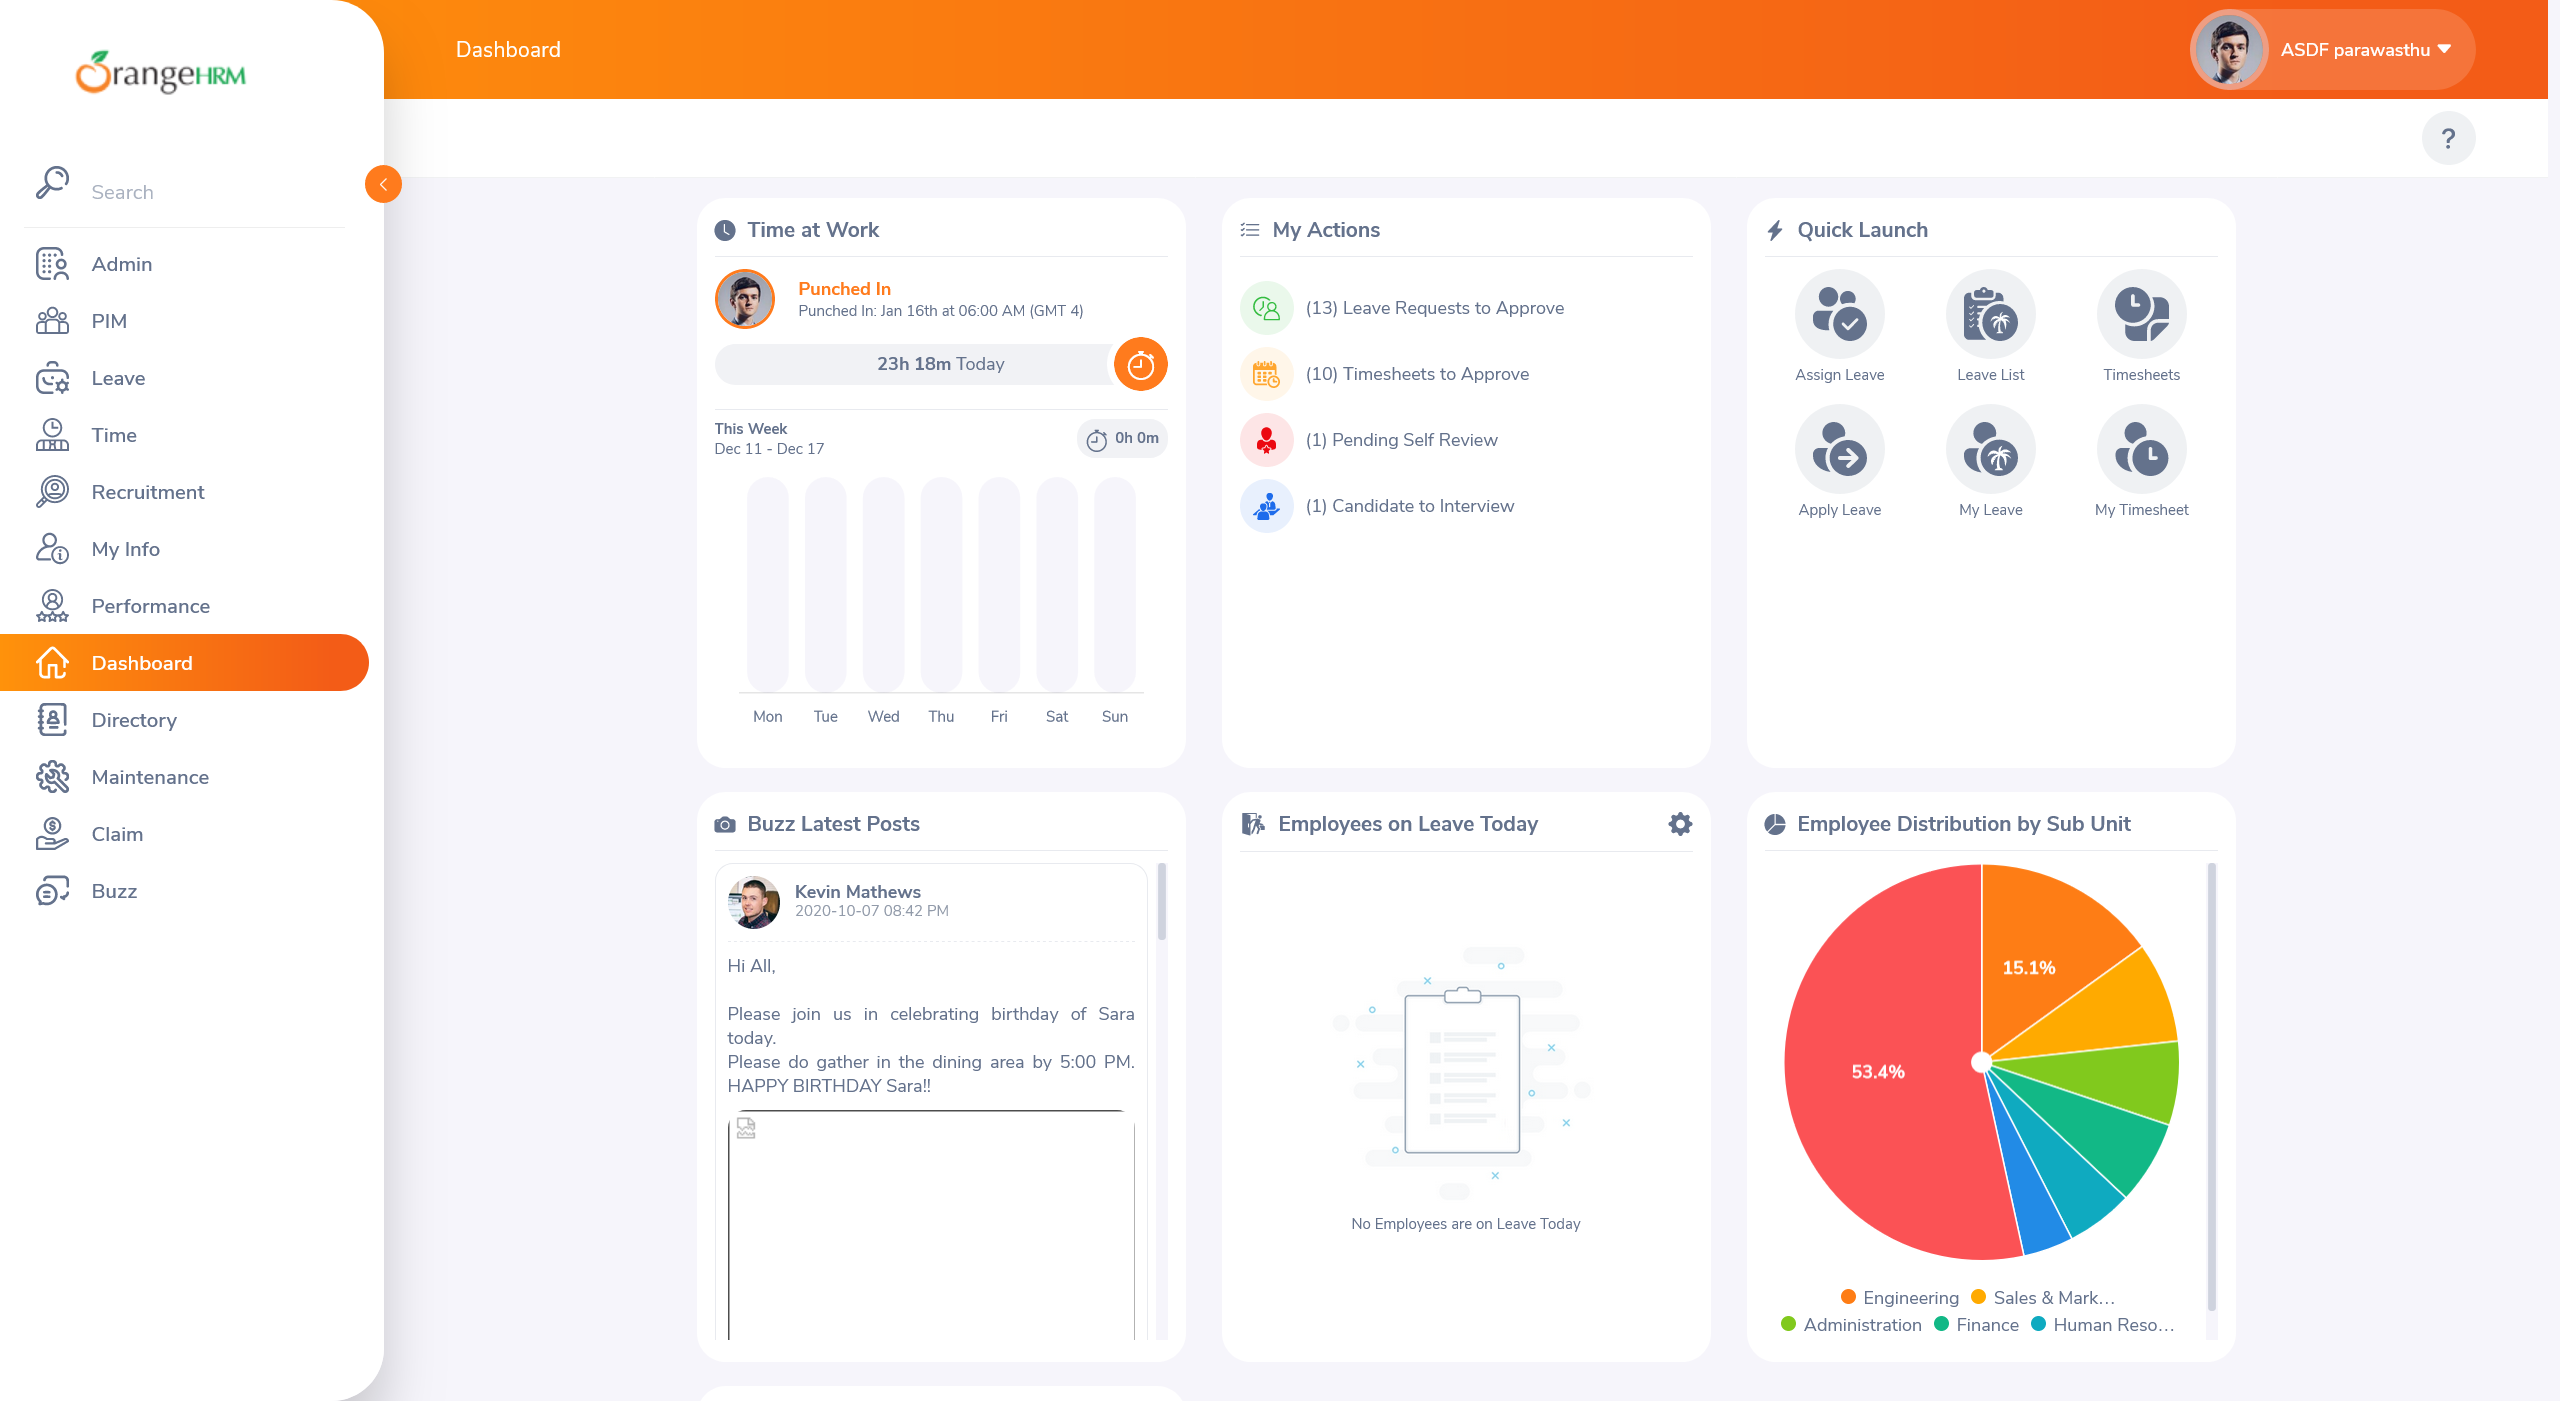 OrangeHRM
Dashboard
ASDF parawasthu
?
Search
Admin
PIM
Leave
Time
Recruitment
My Info
Performance
Dashboard
Directory
Maintenance
Claim
Buzz
Time at Work
Punched In
Punched In: Jan 16th at 06:00 AM (GMT 4)
23h 18m Today
This Week
Dec 11 - Dec 17
0h 0m
Mon Tue Wed Thu Fri Sat Sun
My Actions
(13) Leave Requests to Approve
(10) Timesheets to Approve
(1) Pending Self Review
(1) Candidate to Interview
Quick Launch
Assign Leave Leave List Timesheets
Apply Leave My Leave My Timesheet
Buzz Latest Posts
Kevin Mathews
2020-10-07 08:42 PM
Hi All,
Please join us in celebrating birthday of Sara
today.
Please do gather in the dining area by 5:00 PM.
HAPPY BIRTHDAY Sara!!
Employees on Leave Today
No Employees are on Leave Today
Employee Distribution by Sub Unit
15.1%
53.4%
Engineering Sales & Mark...
Administration Finance Human Reso...